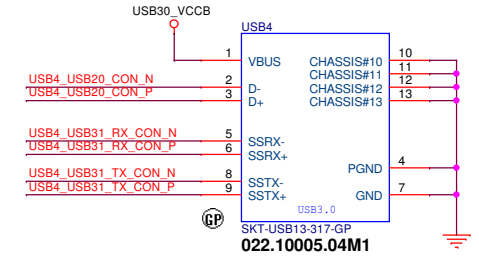 USB30_VCCB
USB4
1 VBUS CHASSIS#10 10
CHASSIS#11 11
USB4_USB20_CON_N 2 D- CHASSIS#12 12
USB4_USB20_CON_P 3 D+ CHASSIS#13 13
USB4_USB31_RX_CON_N 5 SSRX-
USB4_USB31_RX_CON_P 6 SSRX+
PGND 4
USB4_USB31_TX_CON_N 8 SSTX-
USB4_USB31_TX_CON_P 9 SSTX+ GND 7
USB3.0
GP
SKT-USB13-317-GP
022.10005.04M1